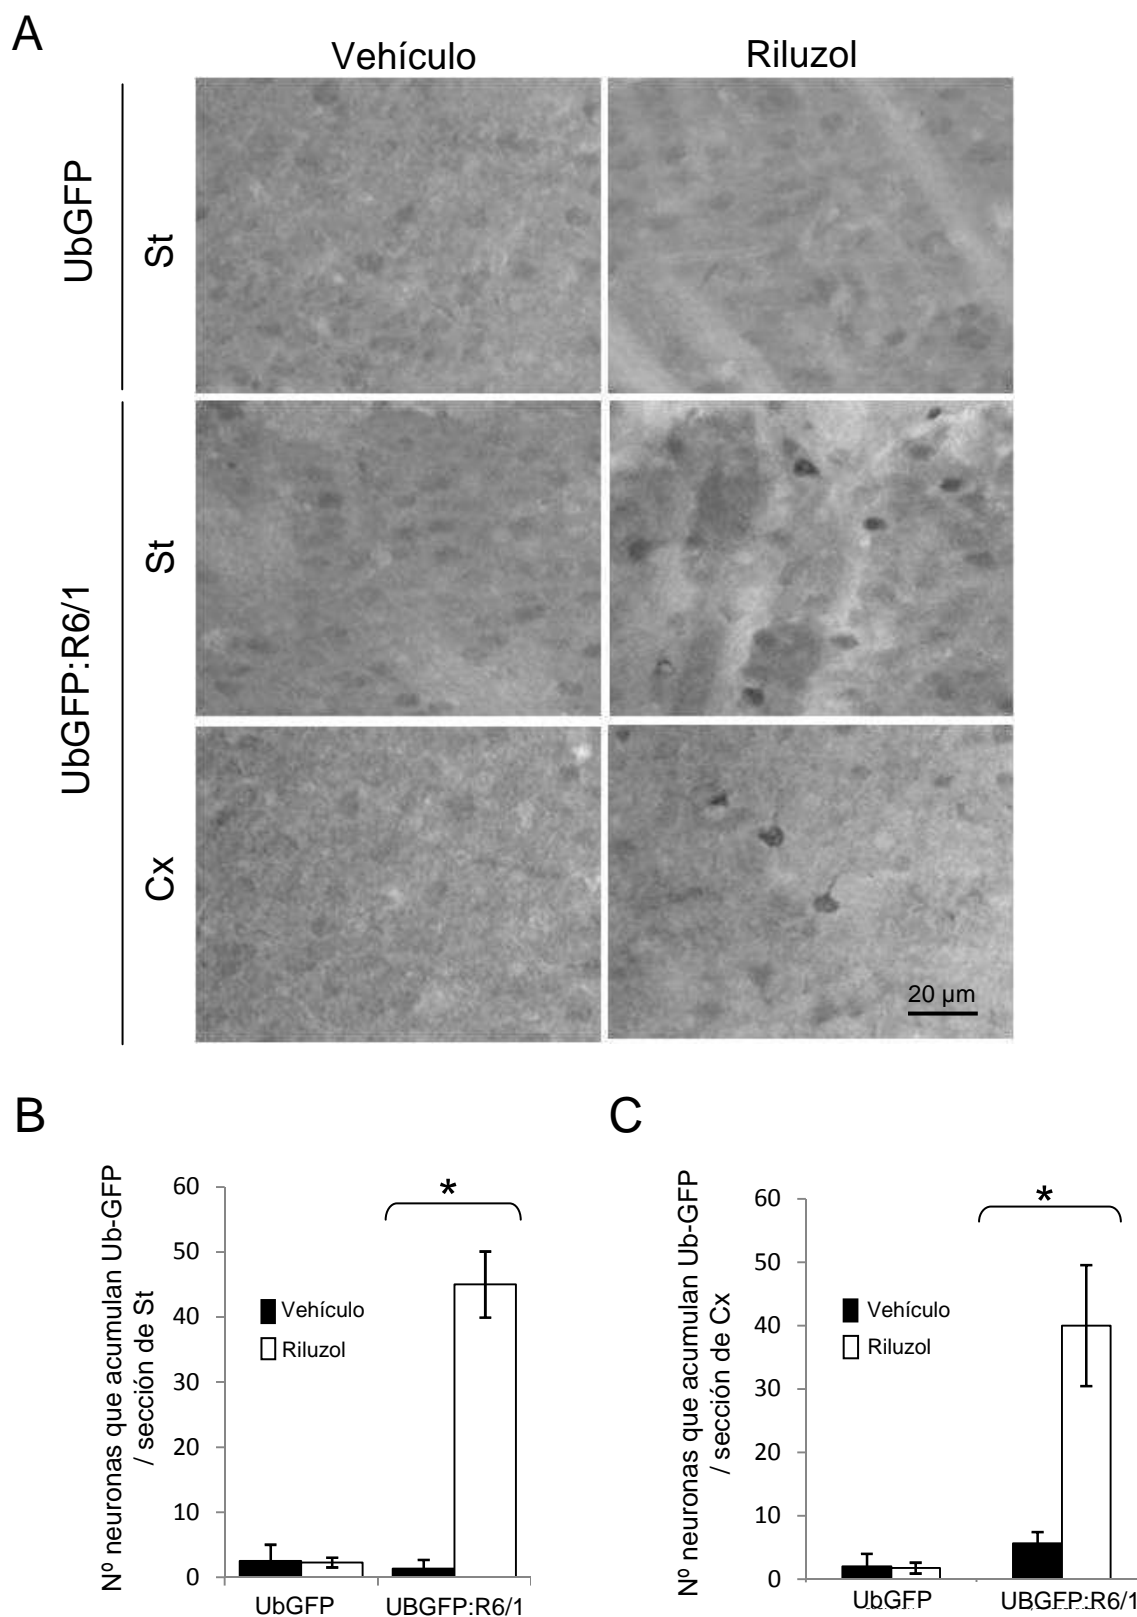 A
Vehículo
Riluzol
UbGFP
St
UbGFP:R6/1
St
Cx
20 µm
B
Nº neuronas que acumulan Ub-GFP
/ sección de St
60
50
40
30
20
10
0
*
Vehículo
Riluzol
UbGFP
UBGFP:R6/1
C
Nº neuronas que acumulan Ub-GFP
/ sección de Cx
60
50
40
30
20
10
0
*
Vehículo
Riluzol
UbGFP
UBGFP:R6/1